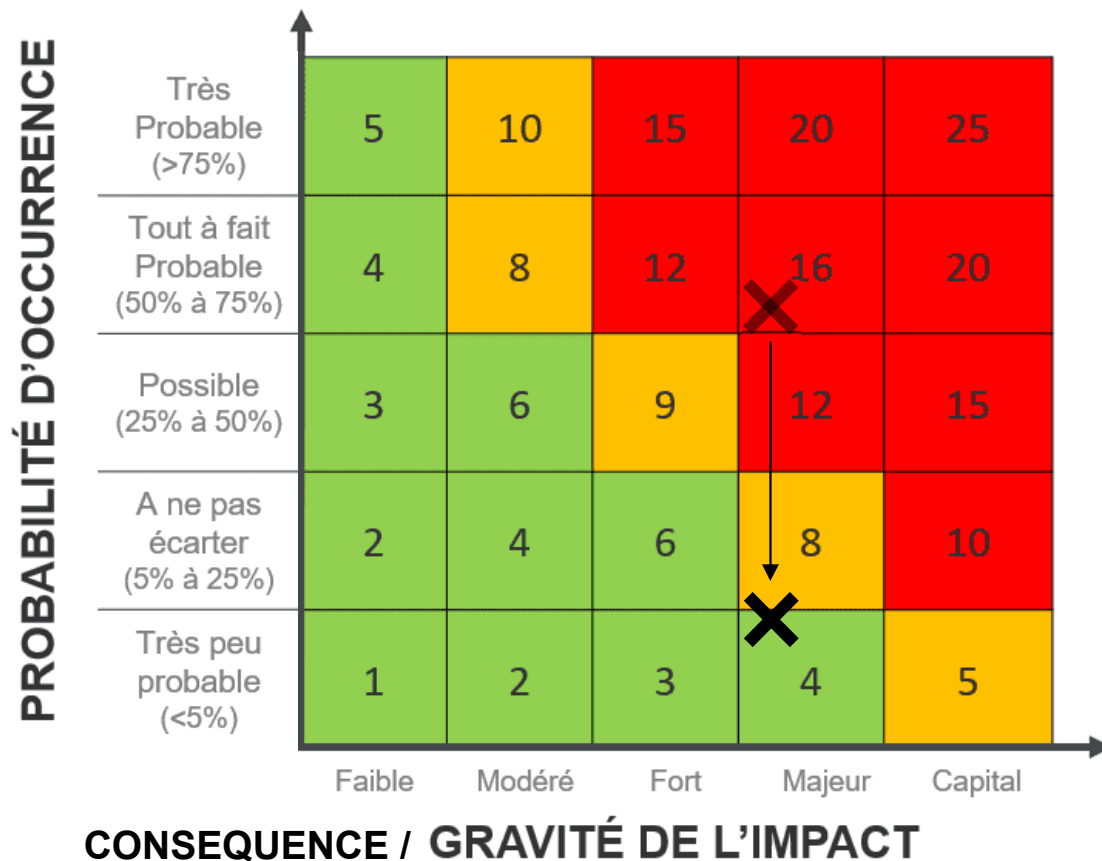 PROBABILITÉ D'OCCURRENCE
Très
Probable
(>75%)
5 10 15 20 25
Tout à fait
Probable
(50% à 75%)
4 8 12 16 20
Possible
(25% à 50%)
3 6 9 12 15
A ne pas
écarter
(5% à 25%)
2 4 6 8 10
Très peu
probable
(<5%)
1 2 3 4 5
Faible Modéré Fort Majeur Capital
CONSEQUENCE / GRAVITÉ DE L'IMPACT